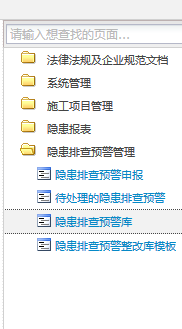 请输入想查找的页面...
法律法规及企业规范文档
系统管理
施工项目管理
隐患报表
隐患排查预警管理
隐患排查预警申报
待处理的隐患排查预警
隐患排查预警库
隐患排查预警整改库模板